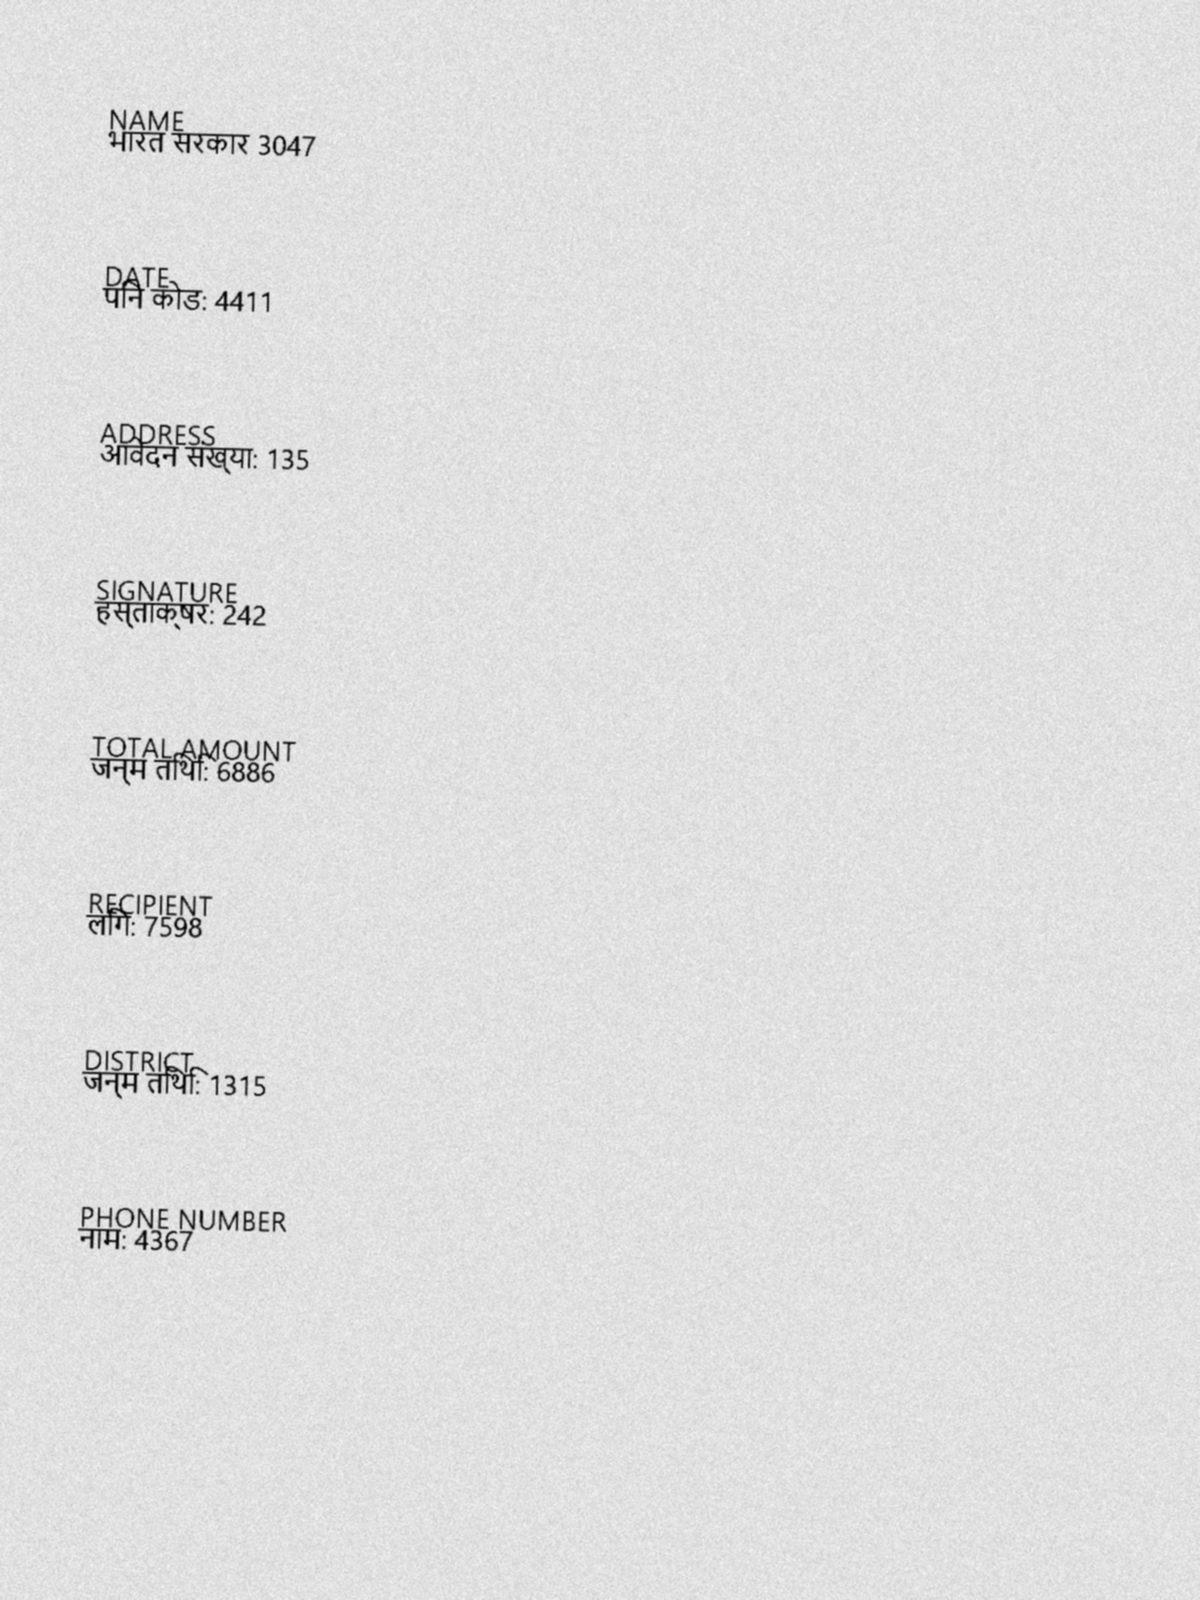 NAME
भारत सरकार 3047
DATE
पिन कोड: 4411
ADDRESS
आवेदन संख्या: 135
SIGNATURE
हस्ताक्षर: 242
TOTAL AMOUNT
जन्म तिथि: 6886
RECIPIENT
लिंग: 7598
DISTRICT
जन्म तिथि: 1315
PHONE NUMBER
नाम: 4367